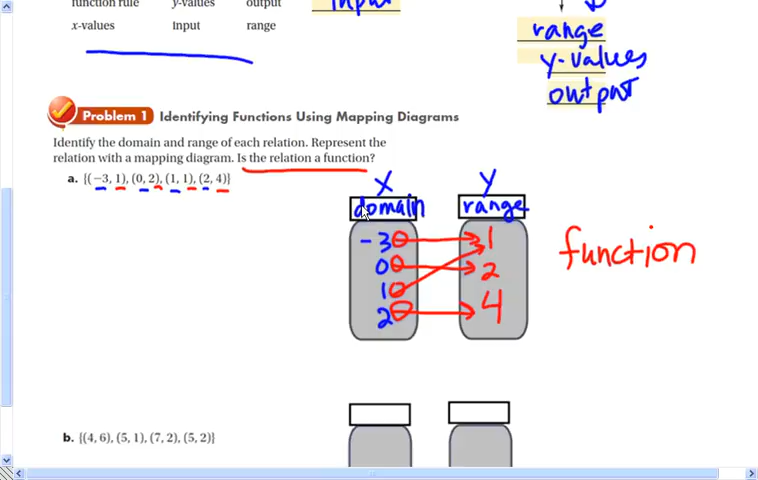 function rule y-values output
x-values input range
input
range
y-values
output
Problem 1 Identifying Functions Using Mapping Diagrams
Identify the domain and range of each relation. Represent the
relation with a mapping diagram. Is the relation a function?
a. {(−3, 1), (0, 2), (1, 1), (2, 4)}
X Y
domain range
-3 1
0 2
1
2 4
function
b. {(4, 6), (5, 1), (7, 2), (5, 2)}